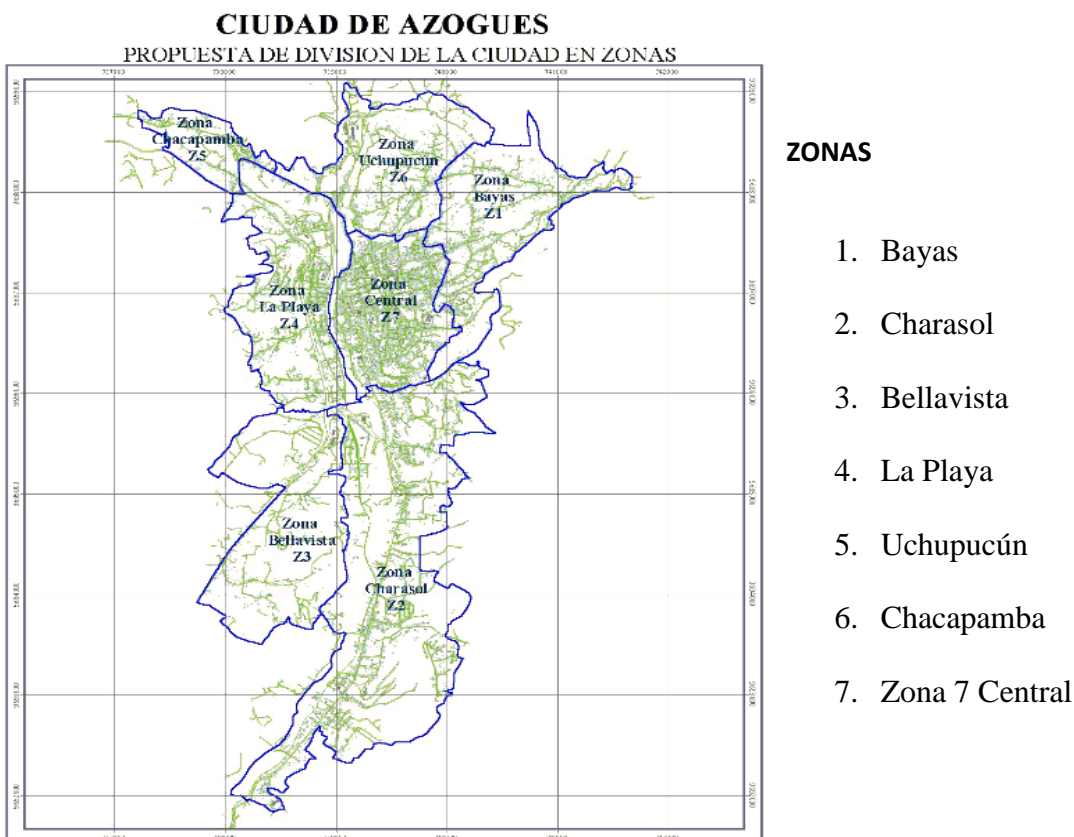 CIUDAD DE AZOGUES
PROPUESTA DE DIVISION DE LA CIUDAD EN ZONAS
Zona
Chacapamba
Z5
Zona
Uchupucún
Z6
Zona
Bayas
Z1
Zona
La Playa
Z4
Zona
Central
Z7
Zona
Bellavista
Z3
Zona
Charasol
Z2
ZONAS
1. Bayas
2. Charasol
3. Bellavista
4. La Playa
5. Uchupucún
6. Chacapamba
7. Zona 7 Central